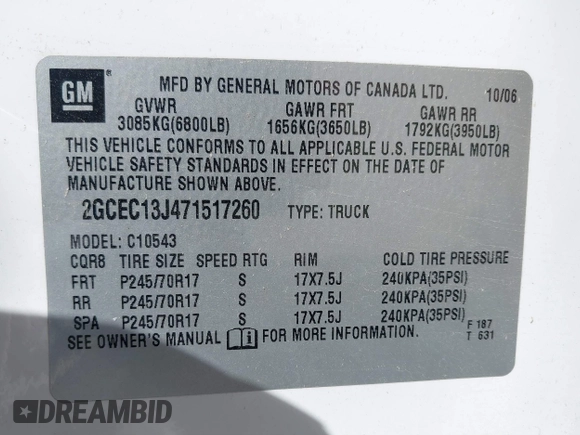 GM ®
MFD BY GENERAL MOTORS OF CANADA LTD. 10/06
GVWR GAWR FRT GAWR RR
3085KG(6800LB) 1656KG(3650LB) 1792KG(3950LB)
THIS VEHICLE CONFORMS TO ALL APPLICABLE U.S. FEDERAL MOTOR
VEHICLE SAFETY STANDARDS IN EFFECT ON THE DATE OF
MANUFACTURE SHOWN ABOVE.
2GCEC13J471517260 TYPE: TRUCK
MODEL: C10543
CQR8 TIRE SIZE SPEED RTG RIM COLD TIRE PRESSURE
FRT P245/70R17 S 17X7.5J 240KPA(35PSI)
RR P245/70R17 S 17X7.5J 240KPA(35PSI)
SPA P245/70R17 S 17X7.5J 240KPA(35PSI)
F 187
SEE OWNER'S MANUAL i FOR MORE INFORMATION. T 631
DREAMBID